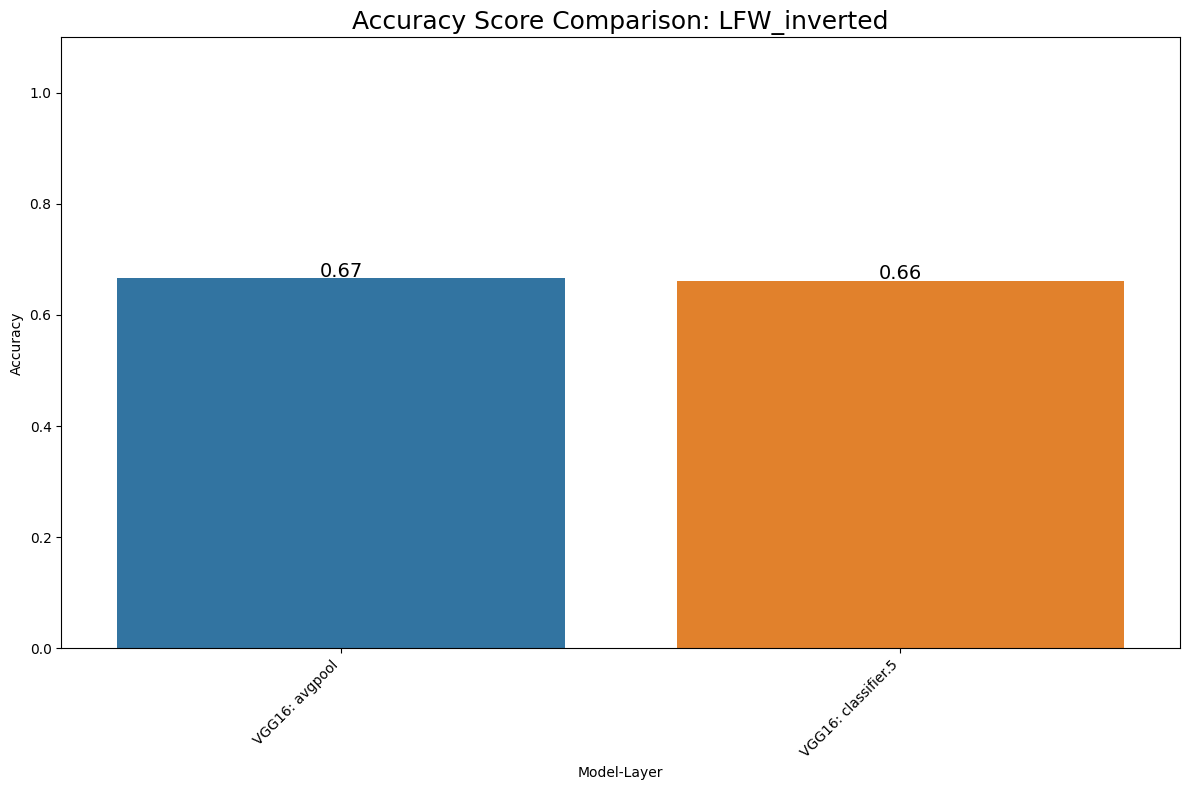 Accuracy Score Comparison: LFW_inverted
Accuracy
1.0
0.8
0.6
0.4
0.2
0.0
0.67
0.66
VGG16: avgpool
VGG16: classifier.5
Model-Layer